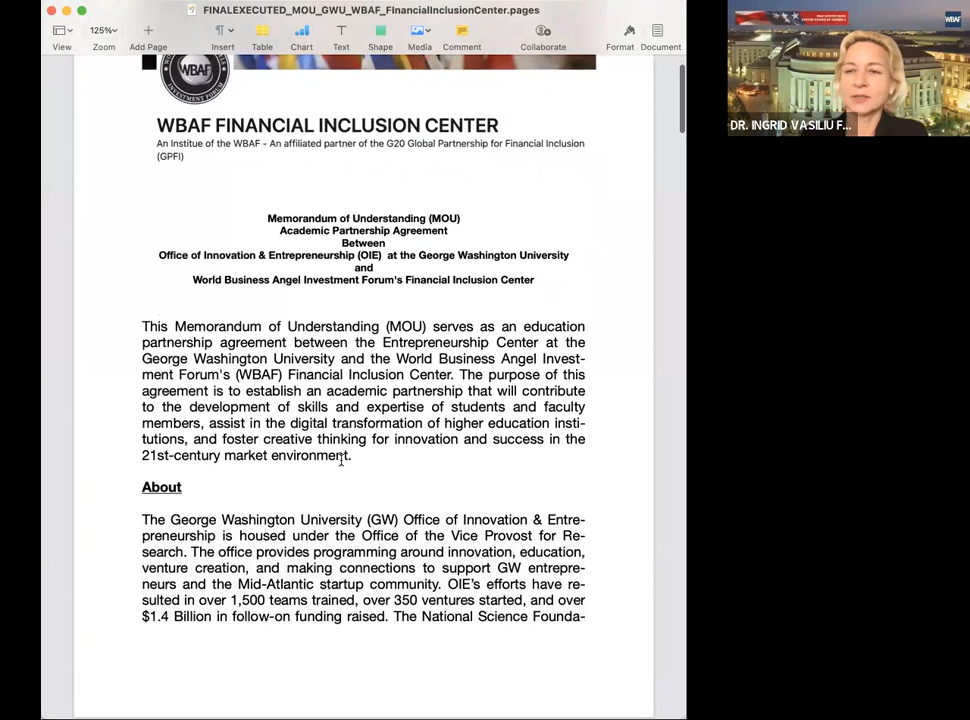 FINALEXECUTED_MOU_GWU_WBAF_FInancialInclusionCenter.pages
125%
View Zoom Add Page Insert Table Chart Text Shape Media Comment Collaborate Format Document
WBAF
WBAF FINANCIAL INCLUSION CENTER
An Institue of the WBAF - An affiliated partner of the G20 Global Partnership for Financial Inclusion
(GPFI)
Memorandum of Understanding (MOU)
Academic Partnership Agreement
Between
Office of Innovation & Entrepreneurship (OIE) at the George Washington University
and
World Business Angel Investment Forum's Financial Inclusion Center
This Memorandum of Understanding (MOU) serves as an education
partnership agreement between the Entrepreneurship Center at the
George Washington University and the World Business Angel Invest-
ment Forum's (WBAF) Financial Inclusion Center. The purpose of this
agreement is to establish an academic partnership that will contribute
to the development of skills and expertise of students and faculty
members, assist in the digital transformation of higher education insti-
tutions, and foster creative thinking for innovation and success in the
21st-century market environment.
About
The George Washington University (GW) Office of Innovation & Entre-
preneurship is housed under the Office of the Vice Provost for Re-
search. The office provides programming around innovation, education,
venture creation, and making connections to support GW entrepre-
neurs and the Mid-Atlantic startup community. OIE's efforts have re-
sulted in over 1,500 teams trained, over 350 ventures started, and over
$1.4 Billion in follow-on funding raised. The National Science Founda-
WBAF
DR. INGRID VASILIU F...